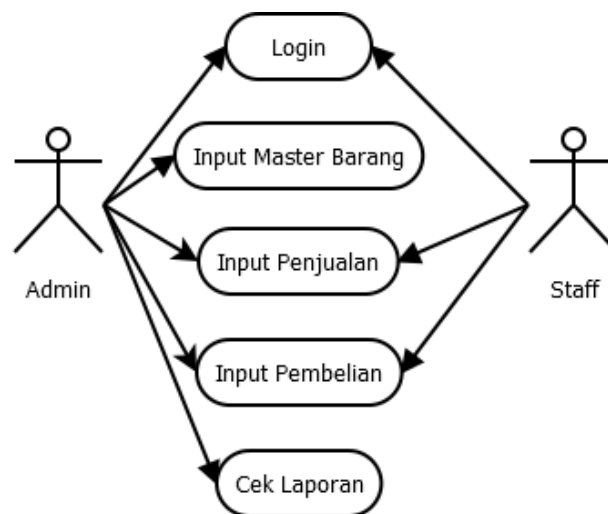 Login
Input Master Barang
Input Penjualan
Admin
Staff
Input Pembelian
Cek Laporan